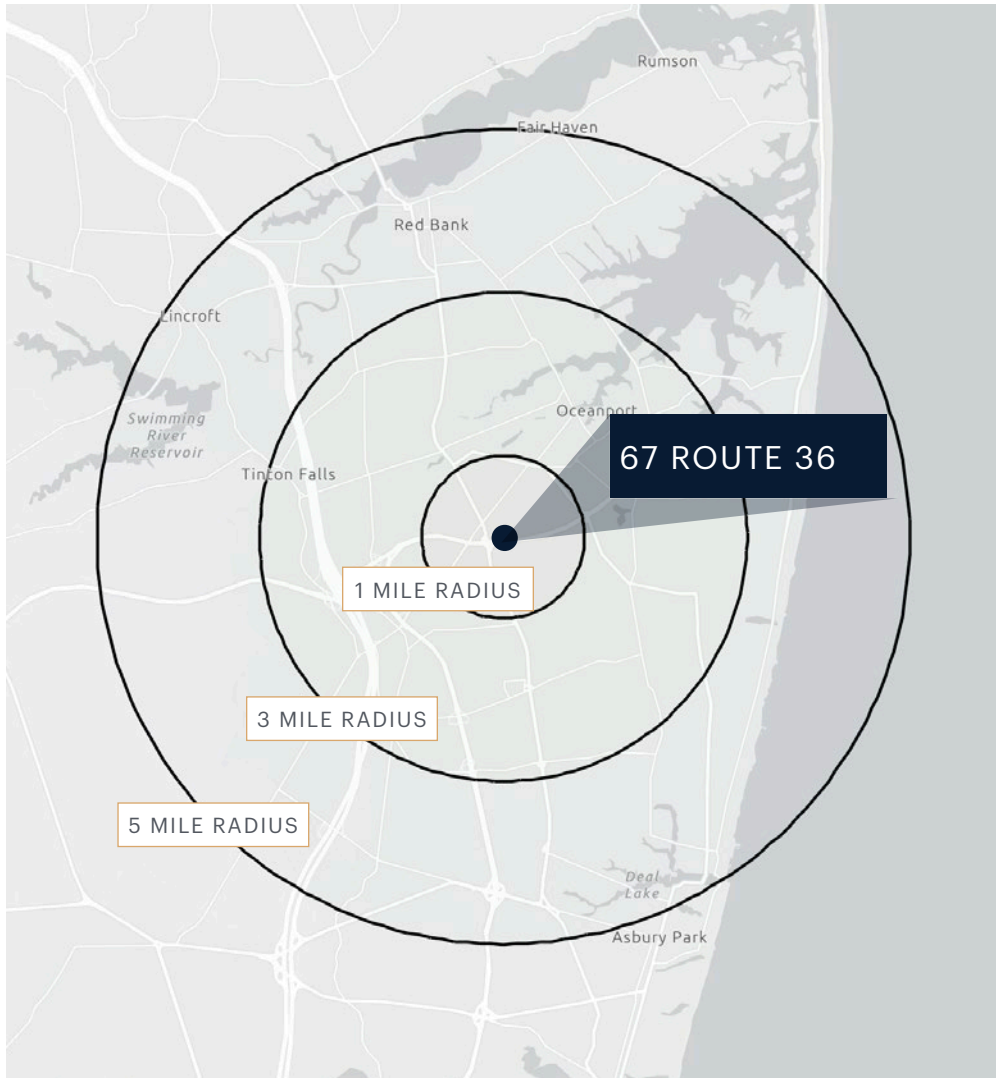 Rumson
Fair Haven
Red Bank
Lincroft
Oceanport
Swimming
River
Reservoir
67 ROUTE 36
Tinton Falls
1 MILE RADIUS
3 MILE RADIUS
5 MILE RADIUS
Deal
Lake
Asbury Park